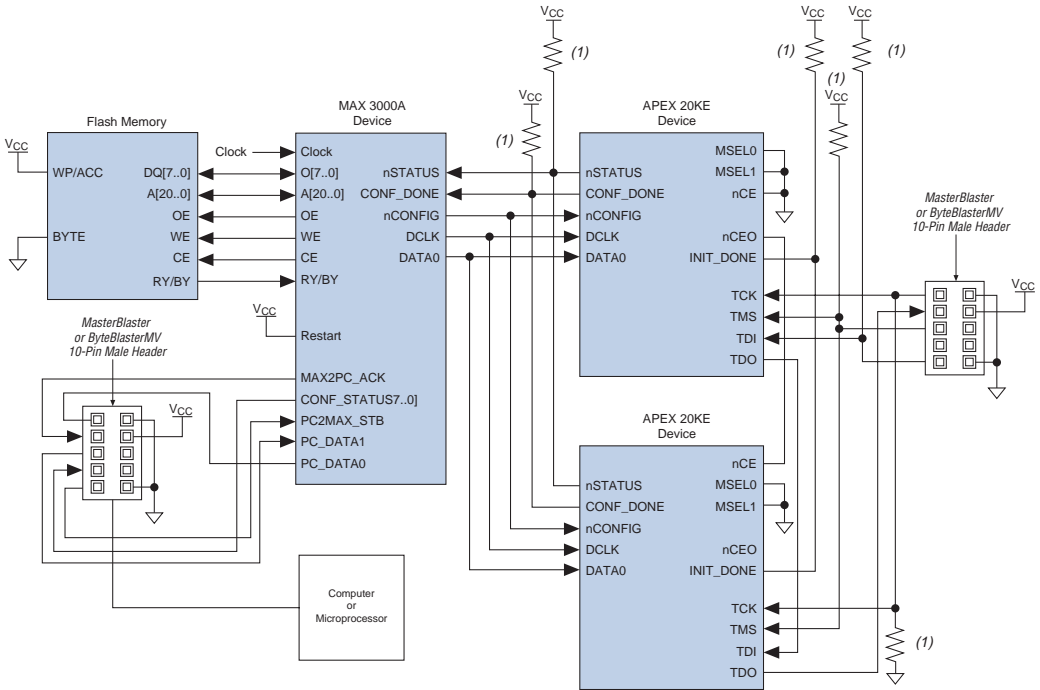 VCC
(1)
VCC
(1)
VCC
(1)
(1)
VCC
(1)
VCC
Flash Memory
VCC
WP/ACC
BYTE
DQ[7..0]
A[20..0]
OE
WE
CE
RY/BY
MAX 3000A
Device
Clock
Clock
O[7..0]
A[20..0]
OE
WE
CE
RY/BY
VCC
Restart
MAX2PC_ACK
CONF_STATUS7..0]
PC2MAX_STB
PC_DATA1
PC_DATA0
nSTATUS
CONF_DONE
nCONFIG
DCLK
DATA0
APEX 20KE
Device
nSTATUS
CONF_DONE
nCONFIG
DCLK
DATA0
MSEL0
MSEL1
nCE
nCEO
INIT_DONE
TCK
TMS
TDI
TDO
MasterBlaster
or ByteBlasterMV
10-Pin Male Header
VCC
MasterBlaster
or ByteBlasterMV
10-Pin Male Header
VCC
Computer
or
Microprocessor
APEX 20KE
Device
nSTATUS
CONF_DONE
nCONFIG
DCLK
DATA0
nCE
MSEL0
MSEL1
nCEO
INIT_DONE
TCK
TMS
TDI
TDO
(1)